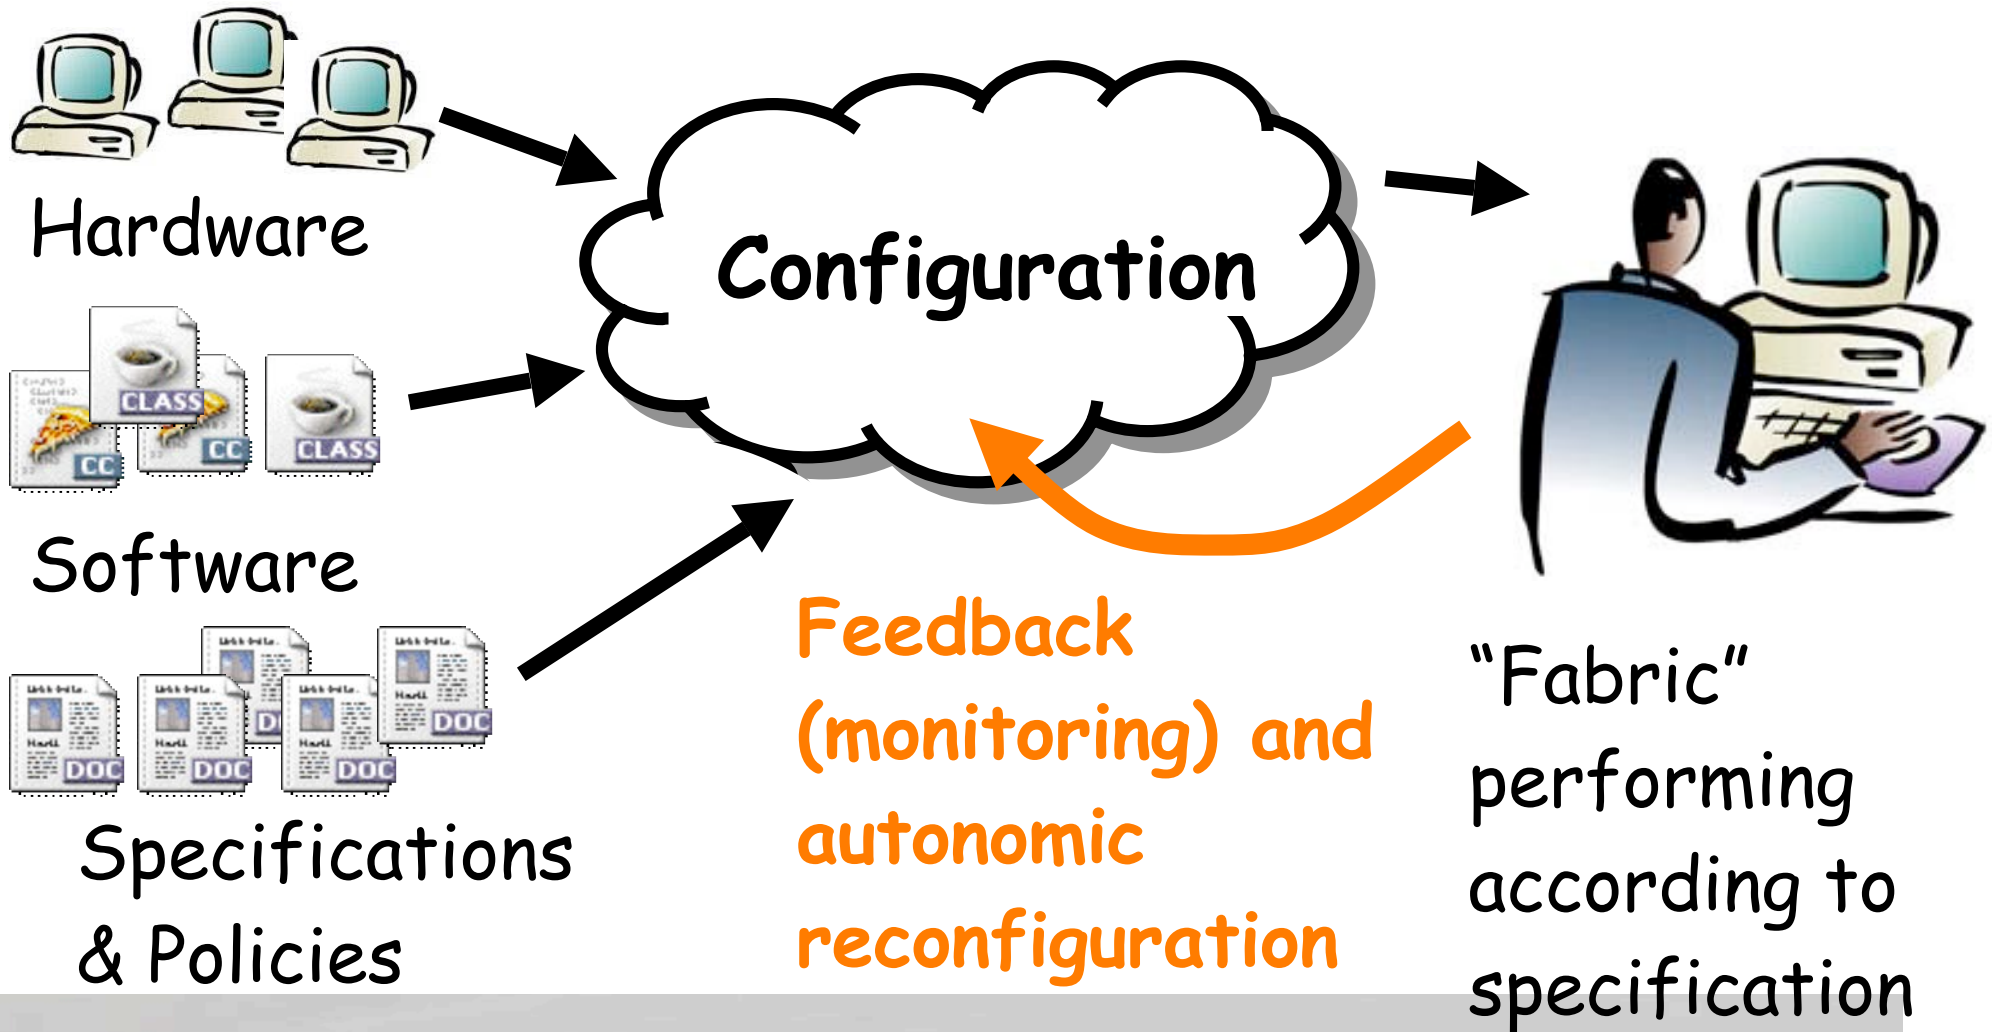 Hardware
Configuration
CLASS
CC
CC
CLASS
Software
DOC
DOC
DOC
DOC
Specifications
& Policies
Feedback
(monitoring) and
autonomic
reconfiguration
“Fabric”
performing
according to
specification